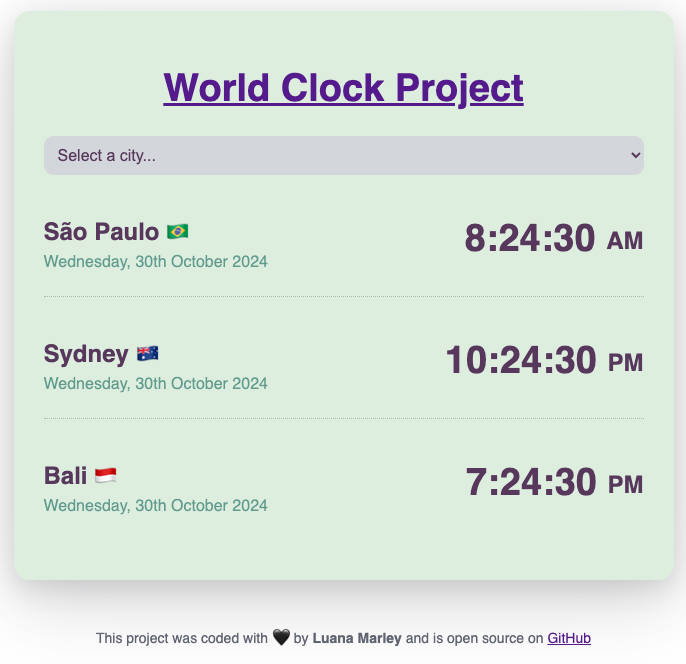 World Clock Project
Select a city...
São Paulo 🇧🇷
8:24:30 AM
Wednesday, 30th October 2024
Sydney 🇦🇺
10:24:30 PM
Wednesday, 30th October 2024
Bali 🇮🇩
7:24:30 PM
Wednesday, 30th October 2024
This project was coded with 🖤 by Luana Marley and is open source on GitHub